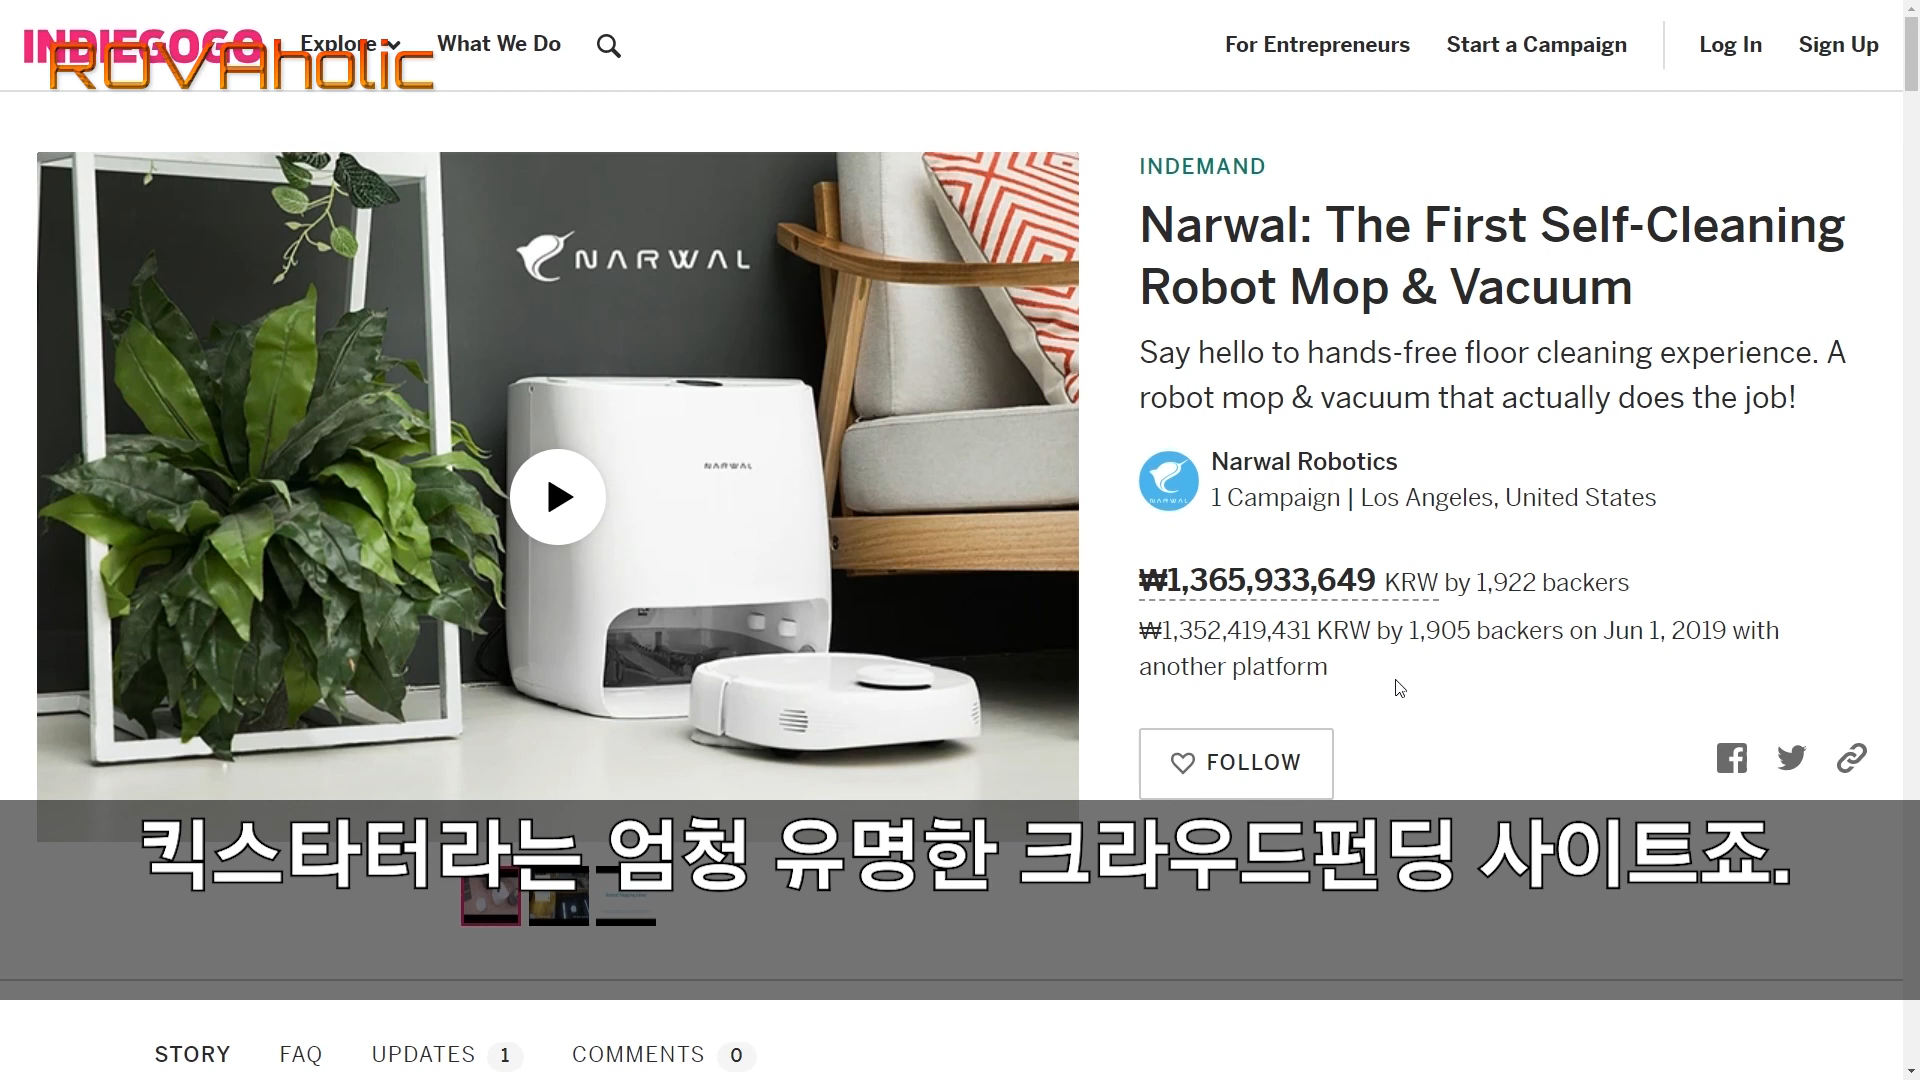 INDIEGOGO
ROVAholic
Explore
What We Do
For Entrepreneurs
Start a Campaign
Log In
Sign Up
NARWAL
NARWAL
INDEMAND
Narwal: The First Self-Cleaning
Robot Mop & Vacuum
Say hello to hands-free floor cleaning experience. A
robot mop & vacuum that actually does the job!
NARWAL
Narwal Robotics
1 Campaign | Los Angeles, United States
₩1,365,933,649 KRW by 1,922 backers
₩1,352,419,431 KRW by 1,905 backers on Jun 1, 2019 with
another platform
FOLLOW
킥스타터라는 엄청 유명한 크라우드펀딩 사이트죠.
STORY
FAQ
UPDATES 1
COMMENTS 0